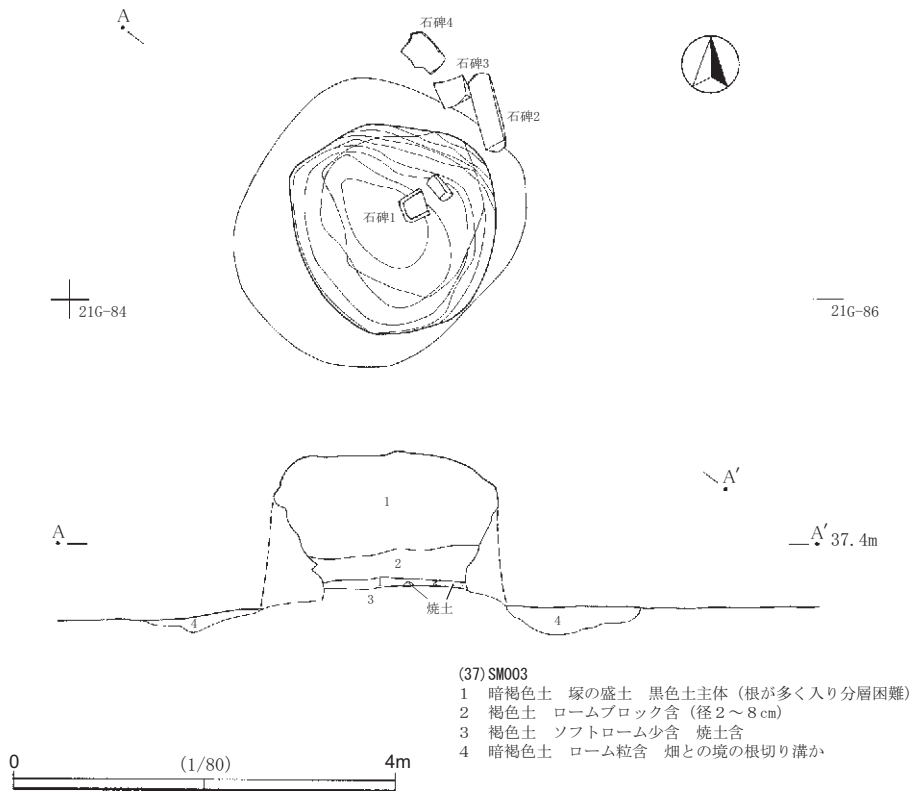 A
石碑4
石碑3
石碑2
石碑1
21G-84
21G-86
A′
A
A′ 37.4m
1
2
1
3
焼土
4
4
(37)SM003
1 暗褐色土 塚の盛土 黒色土主体（根が多く入り分層困難）
2 褐色土 ロームブロック含（径2～8㎝）
3 褐色土 ソフトローム少含 焼土含
4 暗褐色土 ローム粒含 畑との境の根切り溝か
0 (1/80) 4m